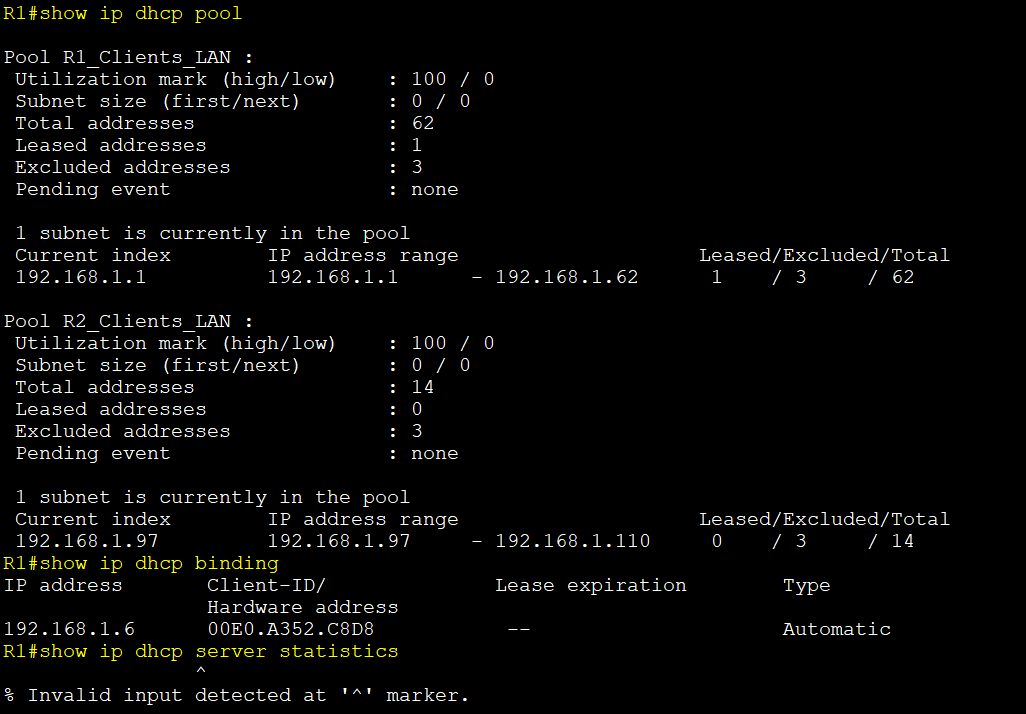 R1#show ip dhcp pool

Pool R1_Clients_LAN :
 Utilization mark (high/low)    : 100 / 0
 Subnet size (first/next)       : 0 / 0
 Total addresses                : 62
 Leased addresses               : 1
 Excluded addresses             : 3
 Pending event                  : none

 1 subnet is currently in the pool
 Current index        IP address range                    Leased/Excluded/Total
 192.168.1.1          192.168.1.1      - 192.168.1.62      1    / 3     / 62

Pool R2_Clients_LAN :
 Utilization mark (high/low)    : 100 / 0
 Subnet size (first/next)       : 0 / 0
 Total addresses                : 14
 Leased addresses               : 0
 Excluded addresses             : 3
 Pending event                  : none

 1 subnet is currently in the pool
 Current index        IP address range                    Leased/Excluded/Total
 192.168.1.97         192.168.1.97     - 192.168.1.110     0    / 3     / 14
R1#show ip dhcp binding
IP address       Client-ID/              Lease expiration        Type
                 Hardware address
192.168.1.6      00E0.A352.C8D8           --                     Automatic
R1#show ip dhcp server statistics
                ^
% Invalid input detected at '^' marker.